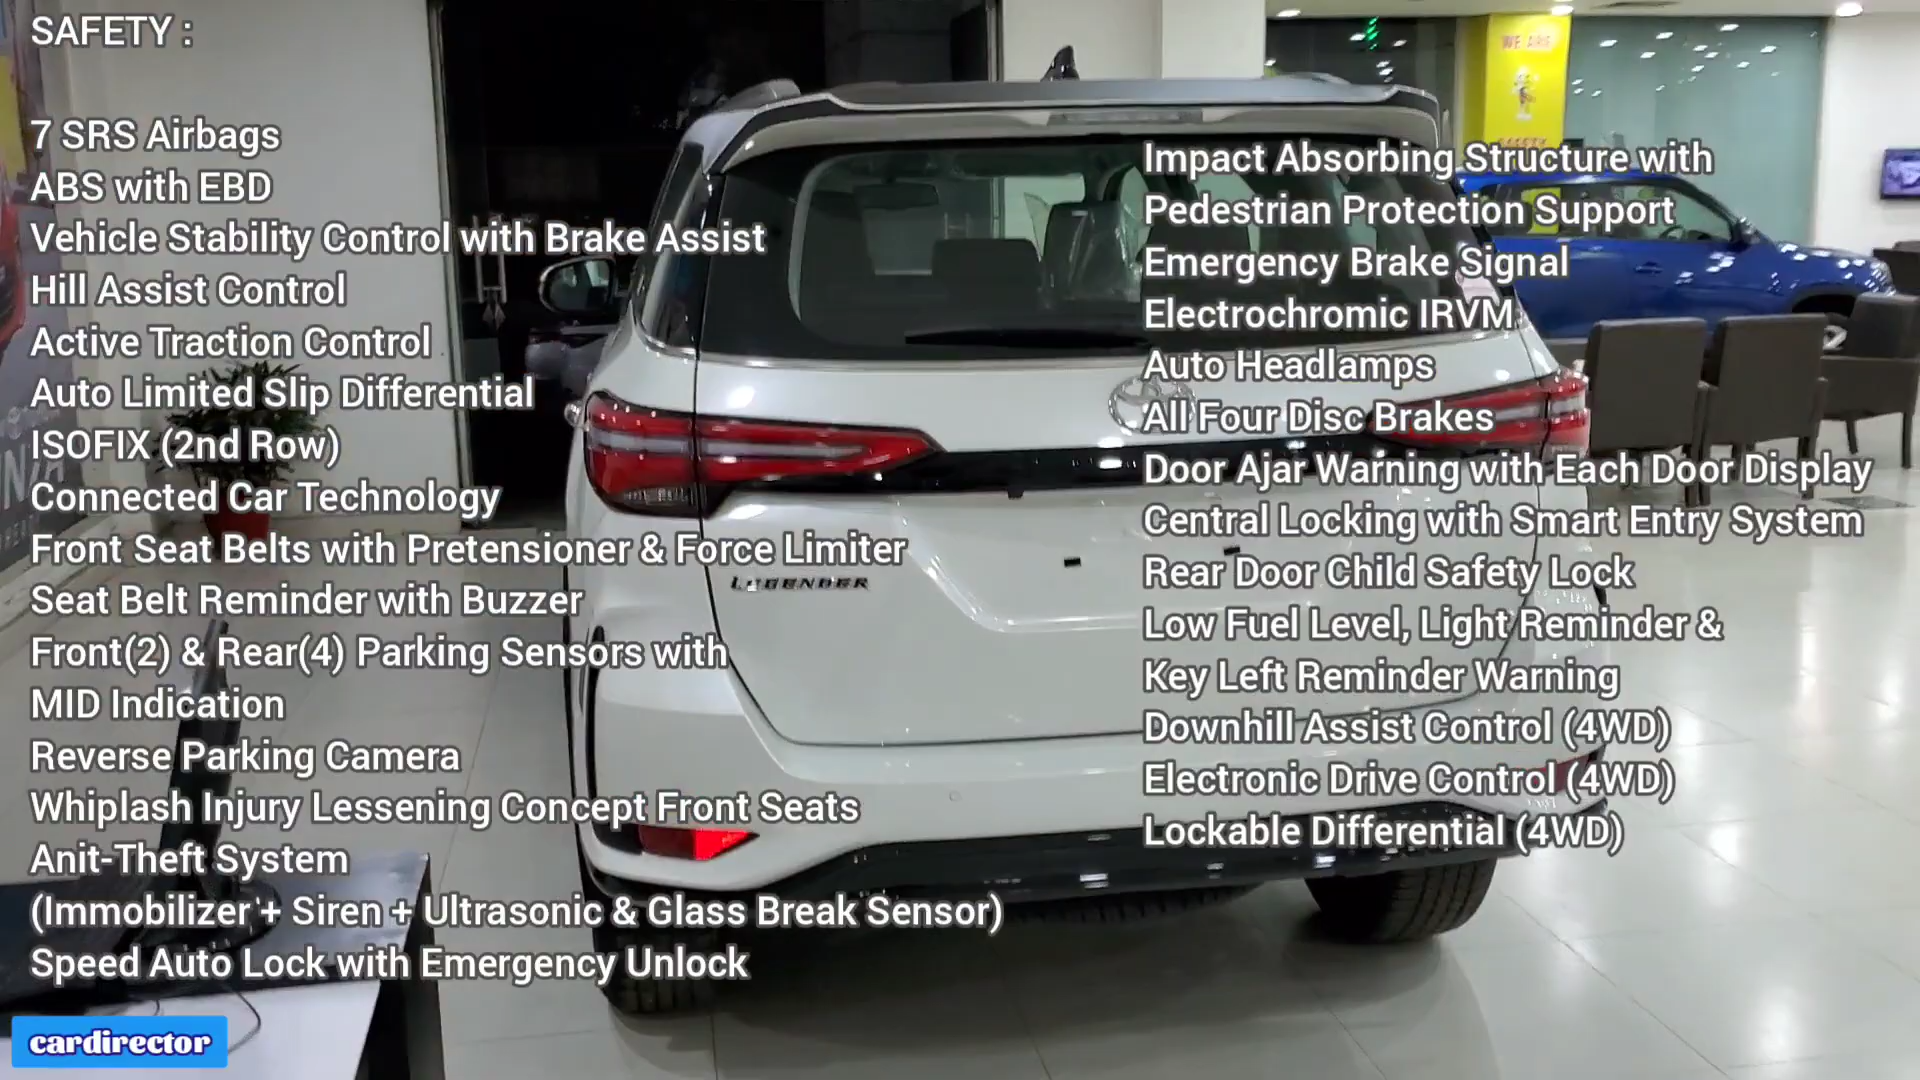 SAFETY :
7 SRS Airbags
ABS with EBD
Vehicle Stability Control with Brake Assist
Hill Assist Control
Active Traction Control
Auto Limited Slip Differential
ISOFIX (2nd Row)
Connected Car Technology
Front Seat Belts with Pretensioner & Force Limiter
Seat Belt Reminder with Buzzer
Front(2) & Rear(4) Parking Sensors with
MID Indication
Reverse Parking Camera
Whiplash Injury Lessening Concept Front Seats
Anit-Theft System
(Immobilizer + Siren + Ultrasonic & Glass Break Sensor)
Speed Auto Lock with Emergency Unlock
Impact Absorbing Structure with
Pedestrian Protection Support
Emergency Brake Signal
Electrochromic IRVM
Auto Headlamps
All Four Disc Brakes
Door Ajar Warning with Each Door Display
Central Locking with Smart Entry System
Rear Door Child Safety Lock
Low Fuel Level, Light Reminder &
Key Left Reminder Warning
Downhill Assist Control (4WD)
Electronic Drive Control (4WD)
Lockable Differential (4WD)
WE ARE
LEGENDER
cardirector